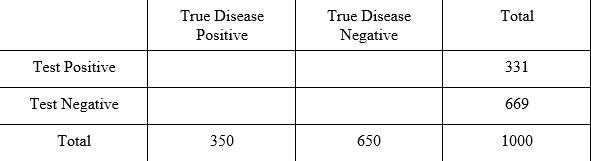 True Disease Positive True Disease Negative Total
Test Positive 331
Test Negative 669
Total 350 650 1000